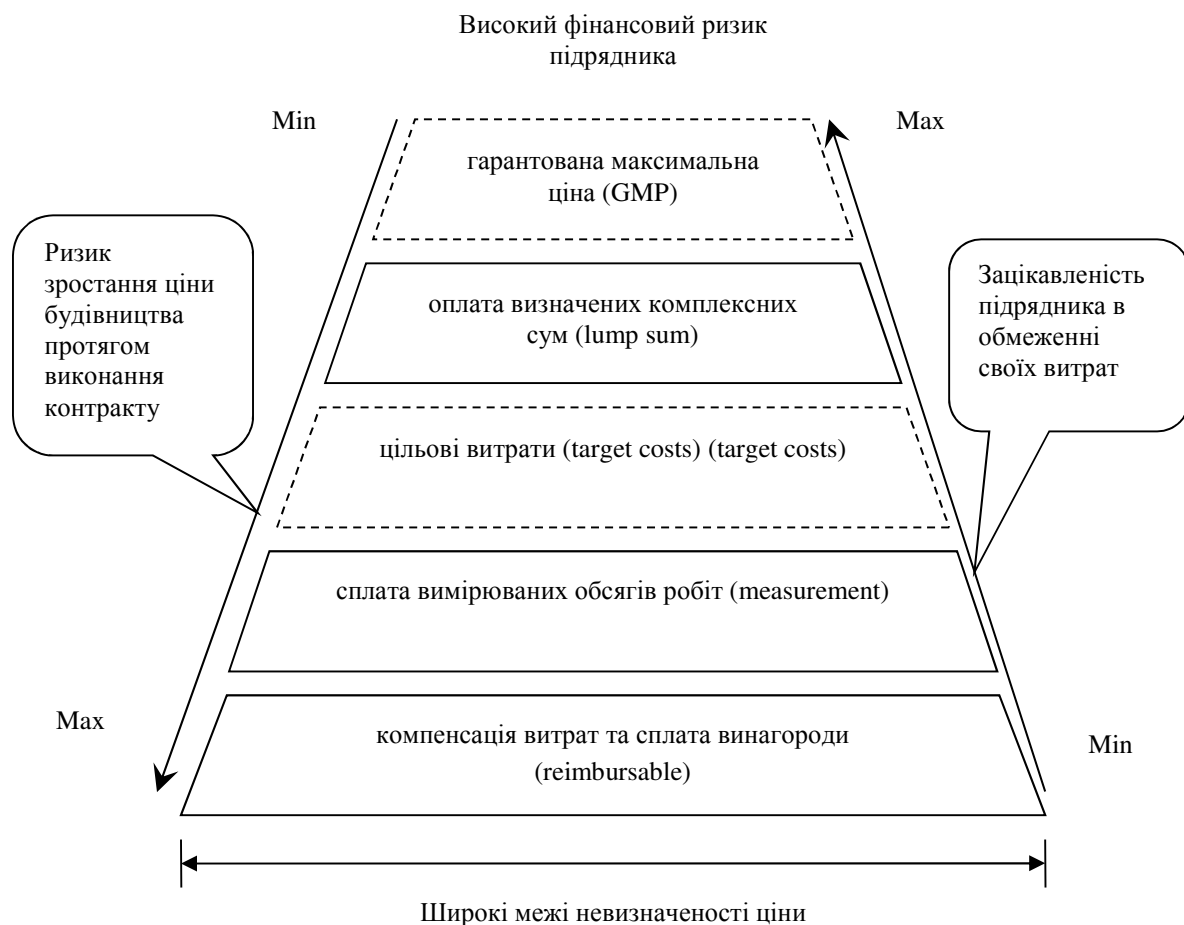 Високий фінансовий ризик
підрядника
Min
Max
гарантована максимальна
ціна (GMP)
Ризик
зростання ціни
будівництва
протягом
виконання
контракту
оплата визначених комплексних
сум (lump sum)
Зацікавленість
підрядника в
обмеженні
своїх витрат
цільові витрати (target costs) (target costs)
сплата вимірюваних обсягів робіт (measurement)
Max
компенсація витрат та сплата винагороди
(reimbursable)
Min
Широкі межі невизначеності ціни